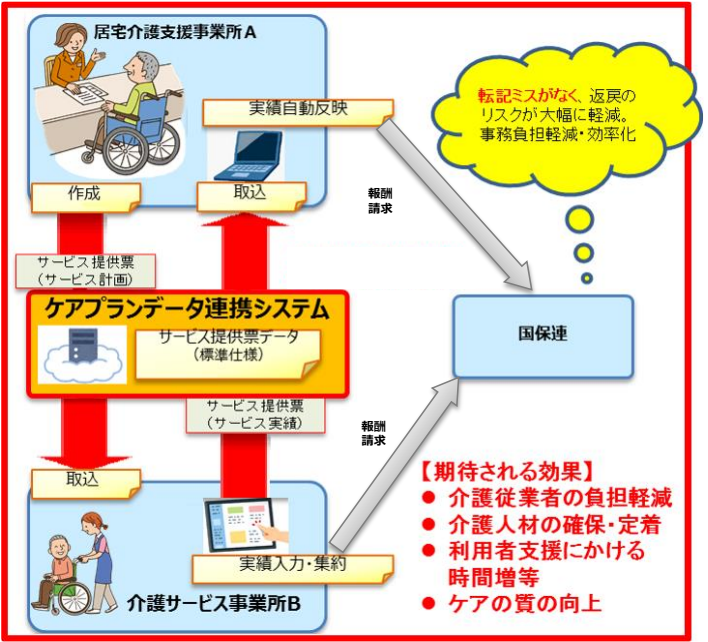 居宅介護支援事業所A
実績自動反映
作成
取込
サービス提供票
(サービス計画)
ケアプランデータ連携システム
サービス提供票データ
(標準仕様)
サービス提供票
(サービス実績)
取込
実績入力・集約
介護サービス事業所B
報酬
請求
報酬
請求
転記ミスがなく、返戻の
リスクが大幅に軽減。
事務負担軽減・効率化
国保連
【期待される効果】
● 介護従業者の負担軽減
● 介護人材の確保・定着
● 利用者支援にかける
時間増等
● ケアの質の向上